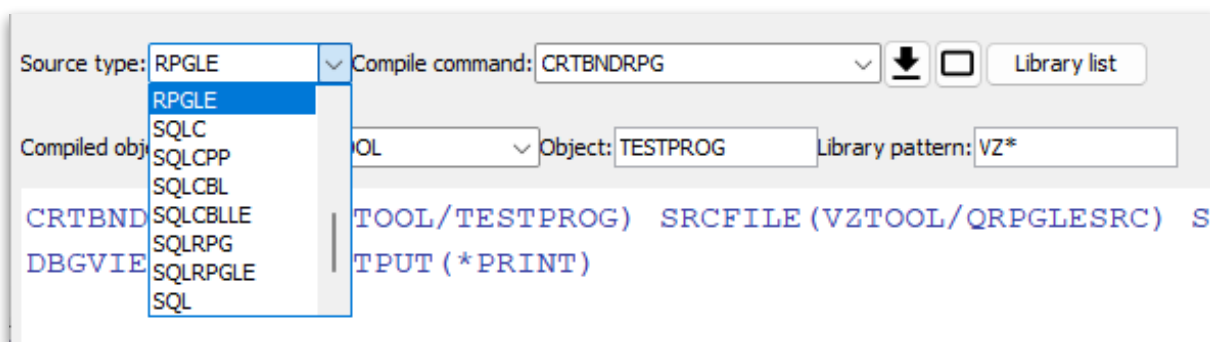 Source type: RPGLE Compile command: CRTBNDRPG Library list
RPGLE
SQLC
Compiled obj OL Object: TESTPROG Library pattern: VZ*
SQLCPP
SQLCBL
SQLCBLLE
CRTBND TOOL/TESTPROG) SRCFILE(VZTOOL/QRPGLESRC) S
SQLRPG
SQLRPGLE
DBGVIE TPUT(*PRINT)
SQL